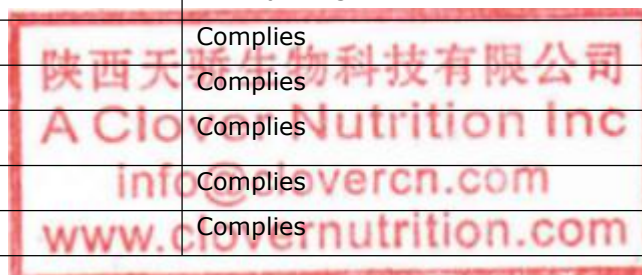 Complies
陕西天骄生物科技有限公司
Complies
A Clover Nutrition Inc
Complies
info@clovercn.com
Complies
www.clovernutrition.com
Complies